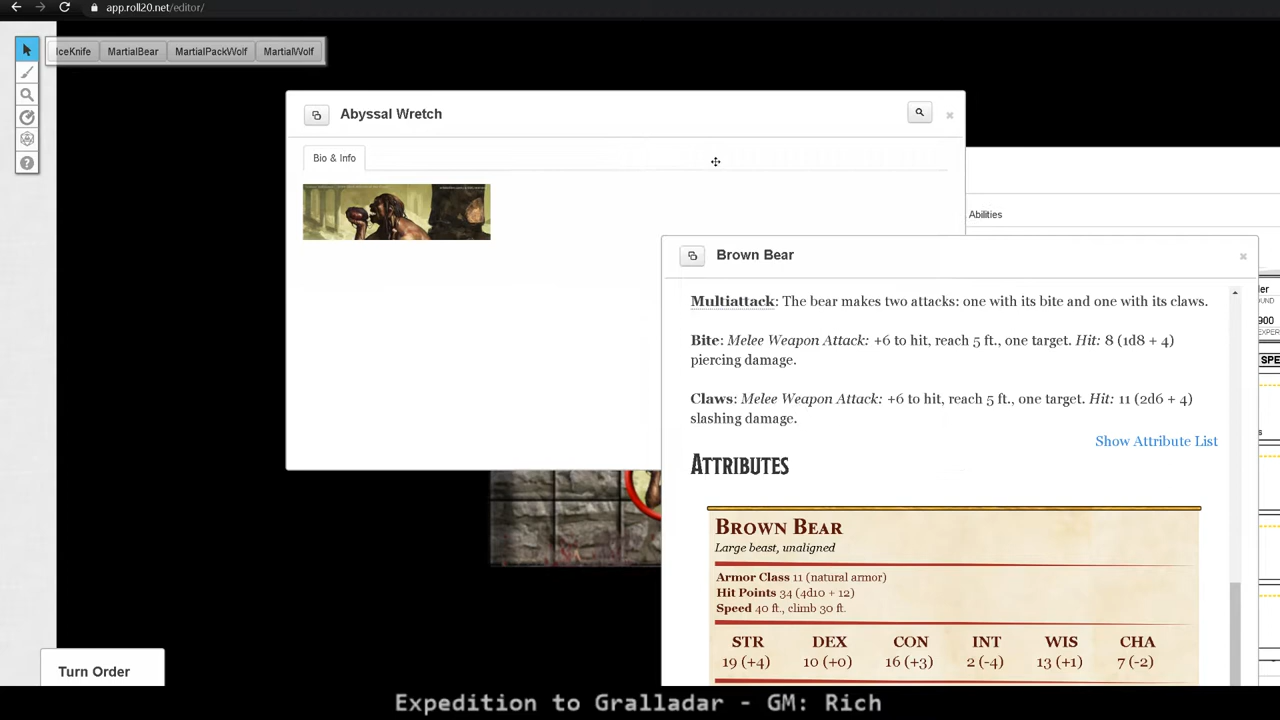 app.roll20.net/editor/
IceKnife MartialBear MartialPackWolf MartialWolf
Abyssal Wretch
Bio & Info
Abilities
Brown Bear
Multiattack: The bear makes two attacks: one with its bite and one with its claws.
Bite: Melee Weapon Attack: +6 to hit, reach 5 ft., one target. Hit: 8 (1d8 + 4)
piercing damage.
Claws: Melee Weapon Attack: +6 to hit, reach 5 ft., one target. Hit: 11 (2d6 + 4)
slashing damage.
Show Attribute List
ATTRIBUTES
BROWN BEAR
Large beast, unaligned
Armor Class 11 (natural armor)
Hit Points 34 (4d10 + 12)
Speed 40 ft., climb 30 ft.
STR DEX CON INT WIS CHA
19 (+4) 10 (+0) 16 (+3) 2 (-4) 13 (+1) 7 (-2)
900
SPE
Turn Order
Expedition to Gralladar - GM: Rich